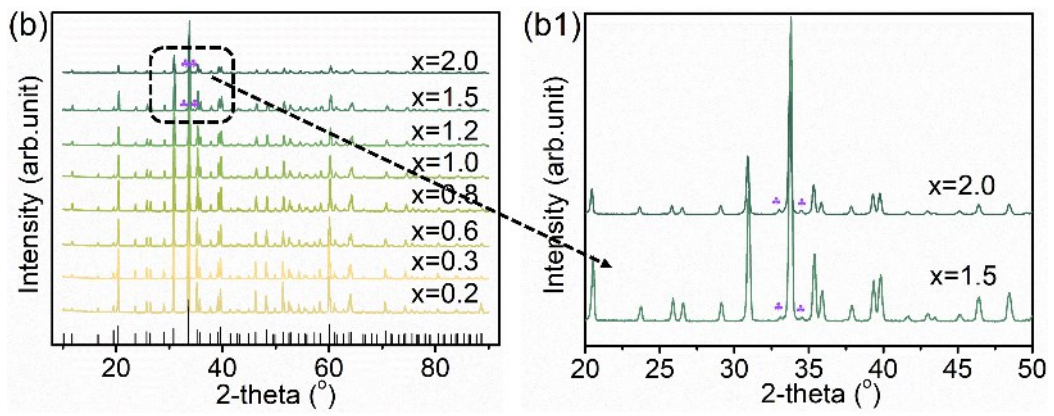 (b)
Intensity (arb.unit)
x=2.0
x=1.5
x=1.2
x=1.0
x=0.8
x=0.6
x=0.3
x=0.2
20 40 60 80
2-theta (°)
(b1)
Intensity (arb.unit)
x=2.0
x=1.5
20 25 30 35 40 45 50
2-theta (°)